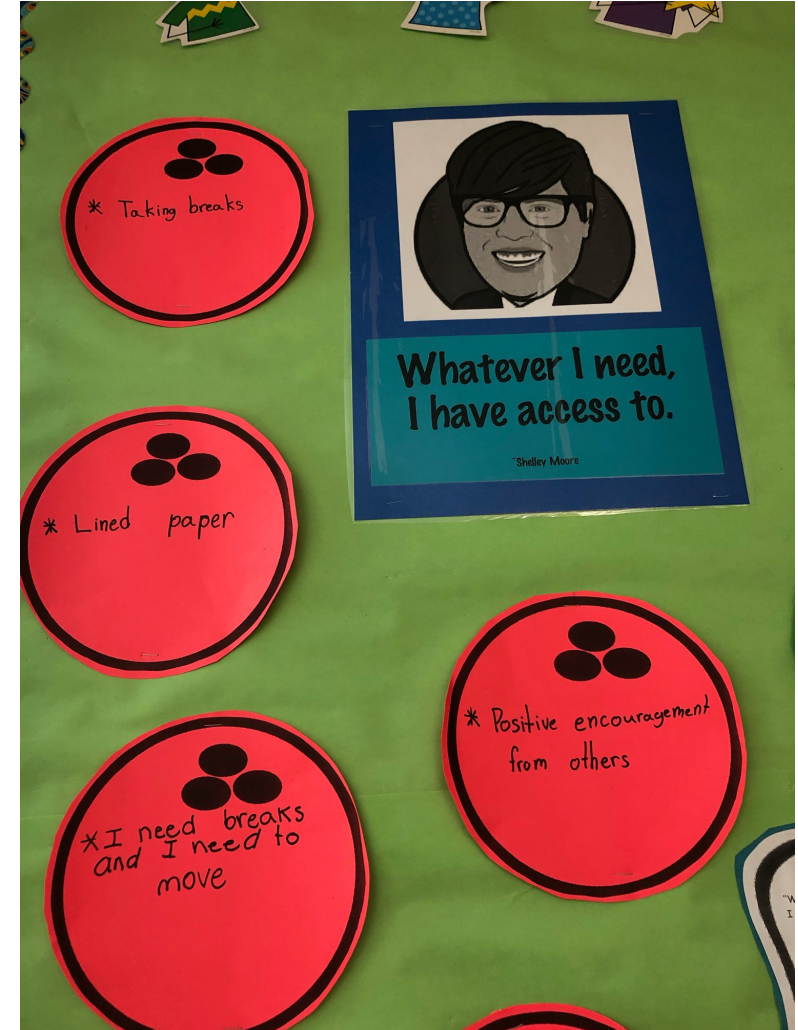 * Taking breaks
Whatever I need,
I have access to.
~Shelley Moore
* Lined paper
* Positive encouragement
from others
* I need breaks
and I need to
move
"W
I